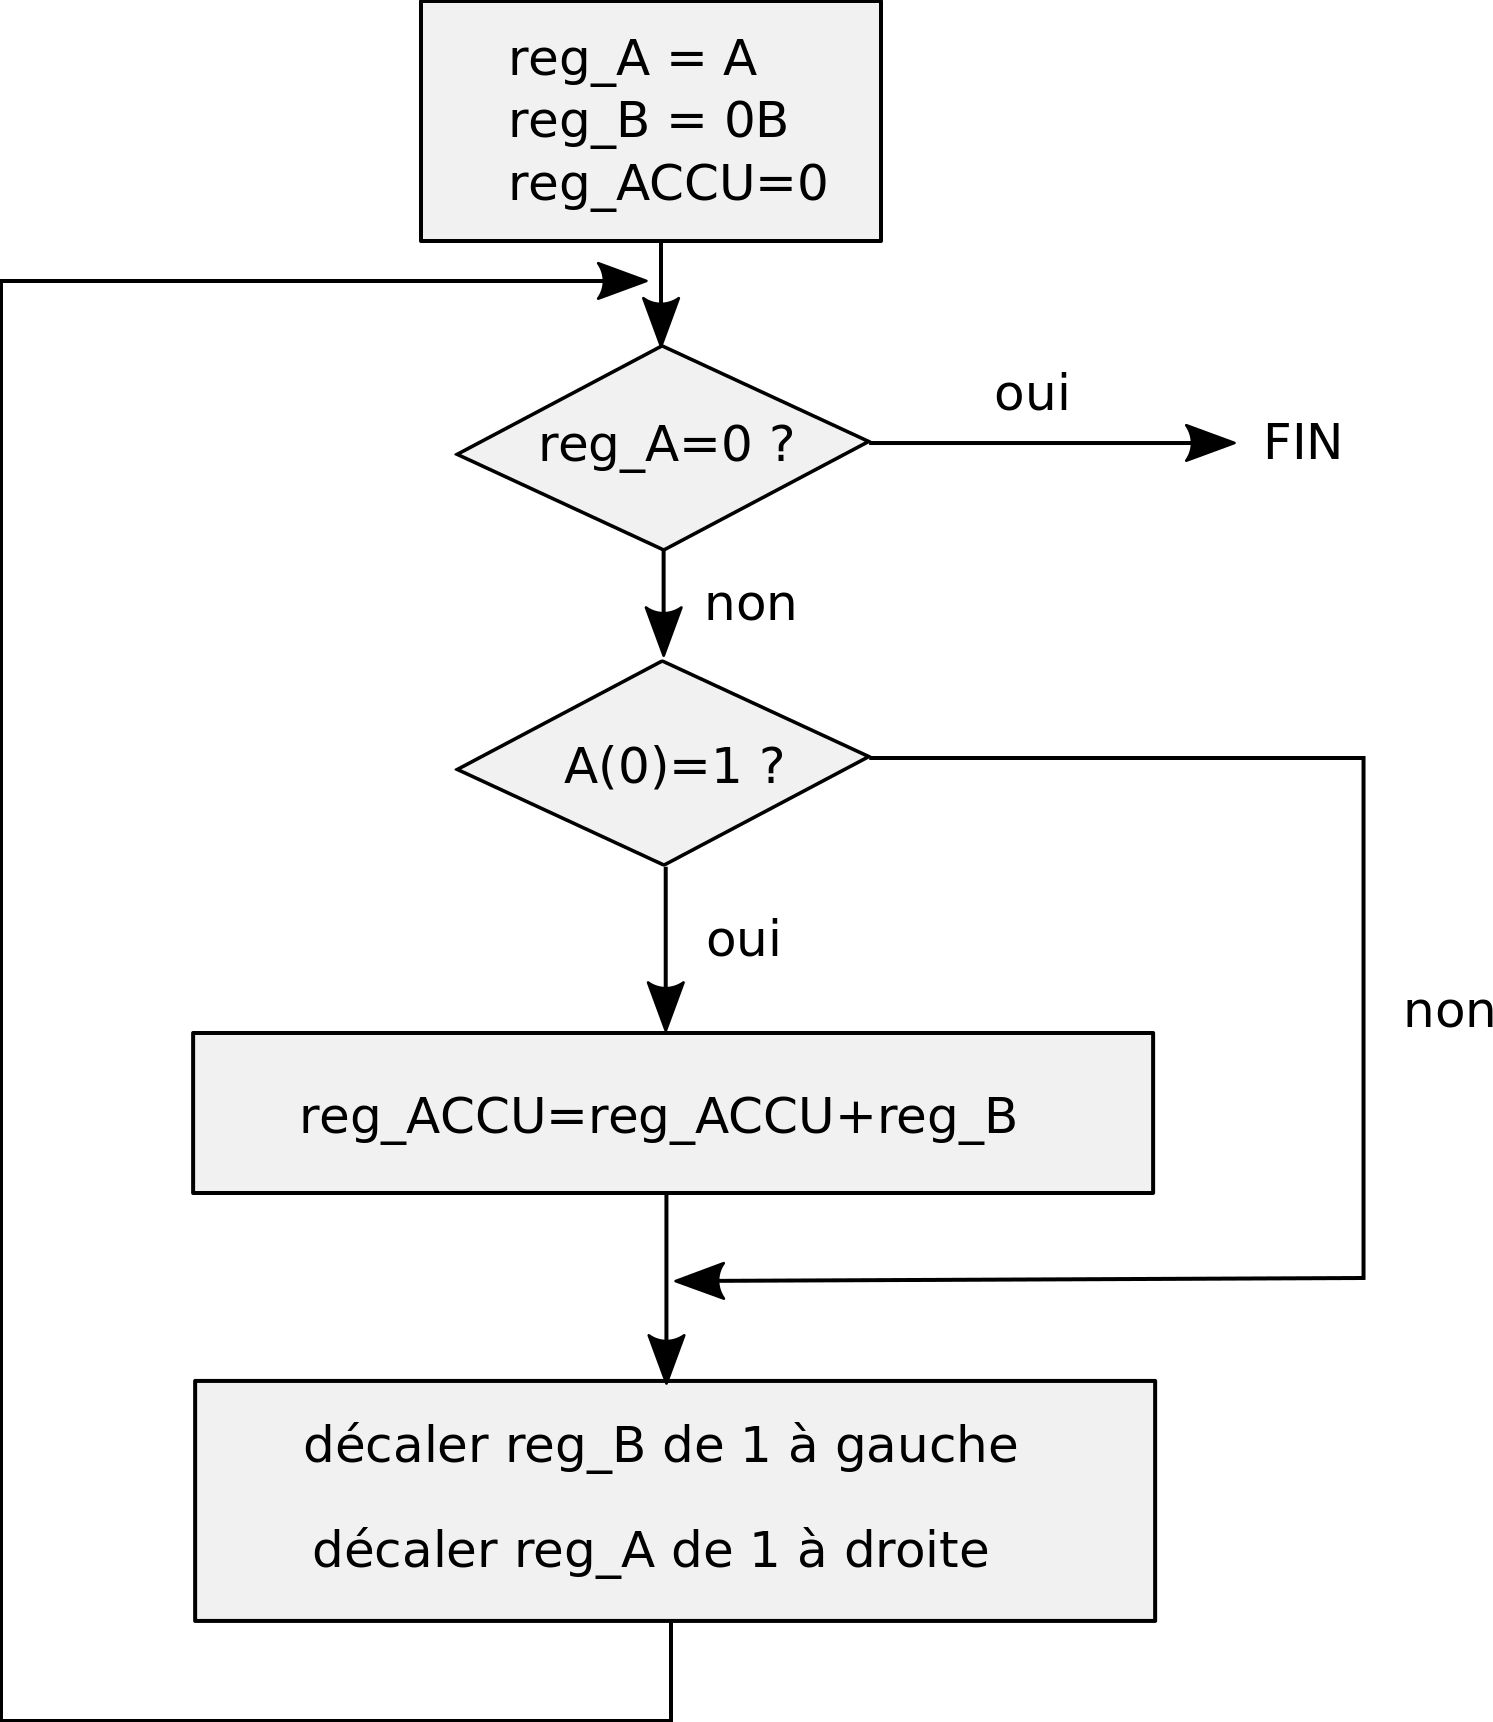 reg_A = A
reg_B = 0B
reg_ACCU=0
reg_A=0 ?
oui
FIN
non
A(0)=1 ?
oui
non
reg_ACCU=reg_ACCU+reg_B
décaler reg_B de 1 à gauche
décaler reg_A de 1 à droite